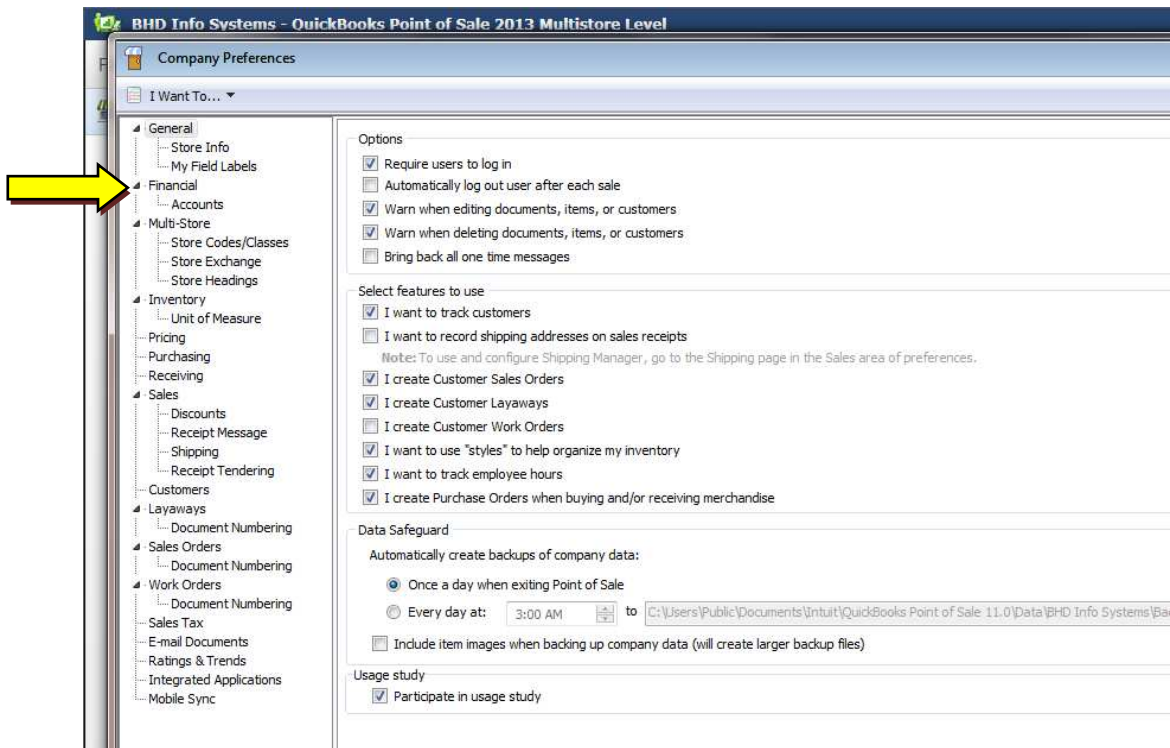 BHD Info Systems - QuickBooks Point of Sale 2013 Multistore Level
F
Company Preferences
I Want To...
General
Store Info
My Field Labels
Financial
Accounts
Multi-Store
Store Codes/Classes
Store Exchange
Store Headings
Inventory
Unit of Measure
Pricing
Purchasing
Receiving
Sales
Discounts
Receipt Message
Shipping
Receipt Tendering
Customers
Layaways
Document Numbering
Sales Orders
Document Numbering
Work Orders
Document Numbering
Sales Tax
E-mail Documents
Ratings & Trends
Integrated Applications
Mobile Sync
Options
Require users to log in
Automatically log out user after each sale
Warn when editing documents, items, or customers
Warn when deleting documents, items, or customers
Bring back all one time messages
Select features to use
I want to track customers
I want to record shipping addresses on sales receipts
Note: To use and configure Shipping Manager, go to the Shipping page in the Sales area of preferences.
I create Customer Sales Orders
I create Customer Layaways
I create Customer Work Orders
I want to use "styles" to help organize my inventory
I want to track employee hours
I create Purchase Orders when buying and/or receiving merchandise
Data Safeguard
Automatically create backups of company data:
Once a day when exiting Point of Sale
Every day at: 3:00 AM to C:\Users\Public\Documents\Intuit\QuickBooks Point of Sale 11.0\Data\BHD Info Systems\Bac
Include item images when backing up company data (will create larger backup files)
Usage study
Participate in usage study